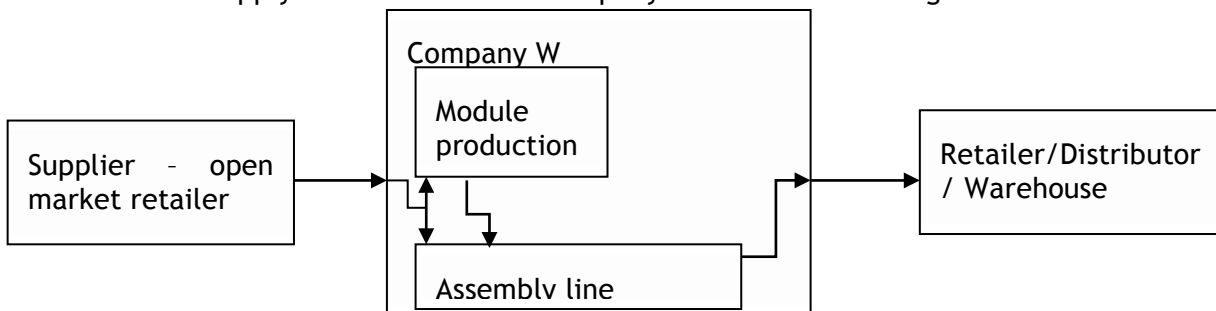 Company W
Module
production
Supplier - open
market retailer
Retailer/Distributor
/ Warehouse
Assembly line